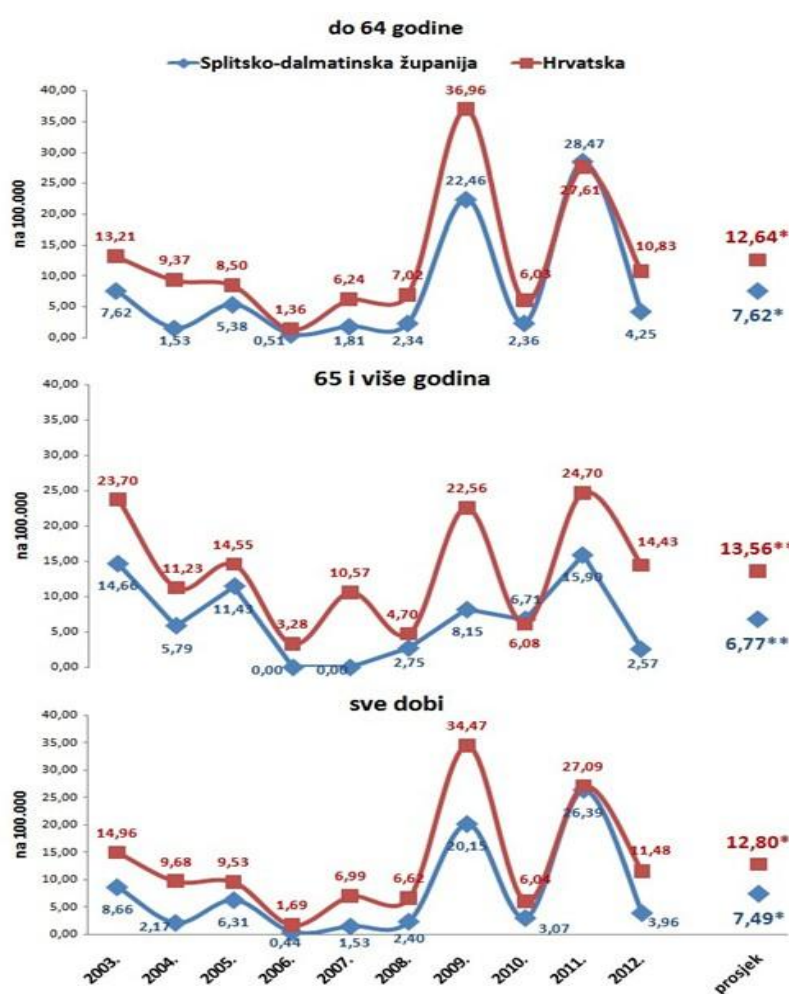 do 64 godine
Splitsko-dalmatinska županija Hrvatska
na 100.000
40,00
35,00
30,00
25,00
20,00
15,00
10,00
5,00
0,00
13,21 9,37 8,50 1,36 6,24 7,02 36,96 6,03 27,61 10,83 12,64*
7,62 1,53 5,38 0,51 1,81 2,34 22,46 2,36 28,47 4,25 7,62*
65 i više godina
na 100.000
40,00
35,00
30,00
25,00
20,00
15,00
10,00
5,00
0,00
23,70 11,23 14,55 3,28 10,57 4,70 22,56 6,08 24,70 14,43 13,56**
14,66 5,79 11,43 0,00 0,00 2,75 8,15 6,71 15,90 2,57 6,77**
sve dobi
na 100.000
40,00
35,00
30,00
25,00
20,00
15,00
10,00
5,00
0,00
14,96 9,68 9,53 1,69 6,99 6,62 34,47 6,04 27,09 11,48 12,80*
8,66 2,17 6,31 0,44 1,53 2,40 20,15 3,07 26,39 3,96 7,49*
2003. 2004. 2005. 2006. 2007. 2008. 2009. 2010. 2011. 2012. prosjek